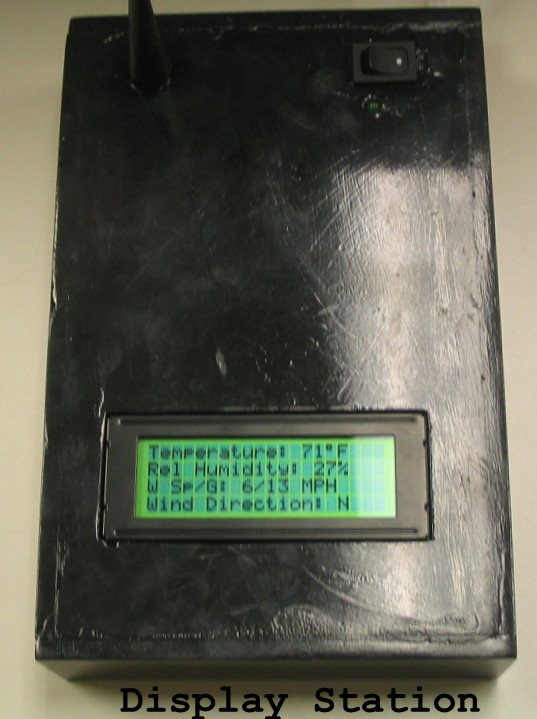 Temperature: 71°F
Rel Humidity: 27%
W Sp/G: 6/13 MPH
Wind Direction: N
Display Station